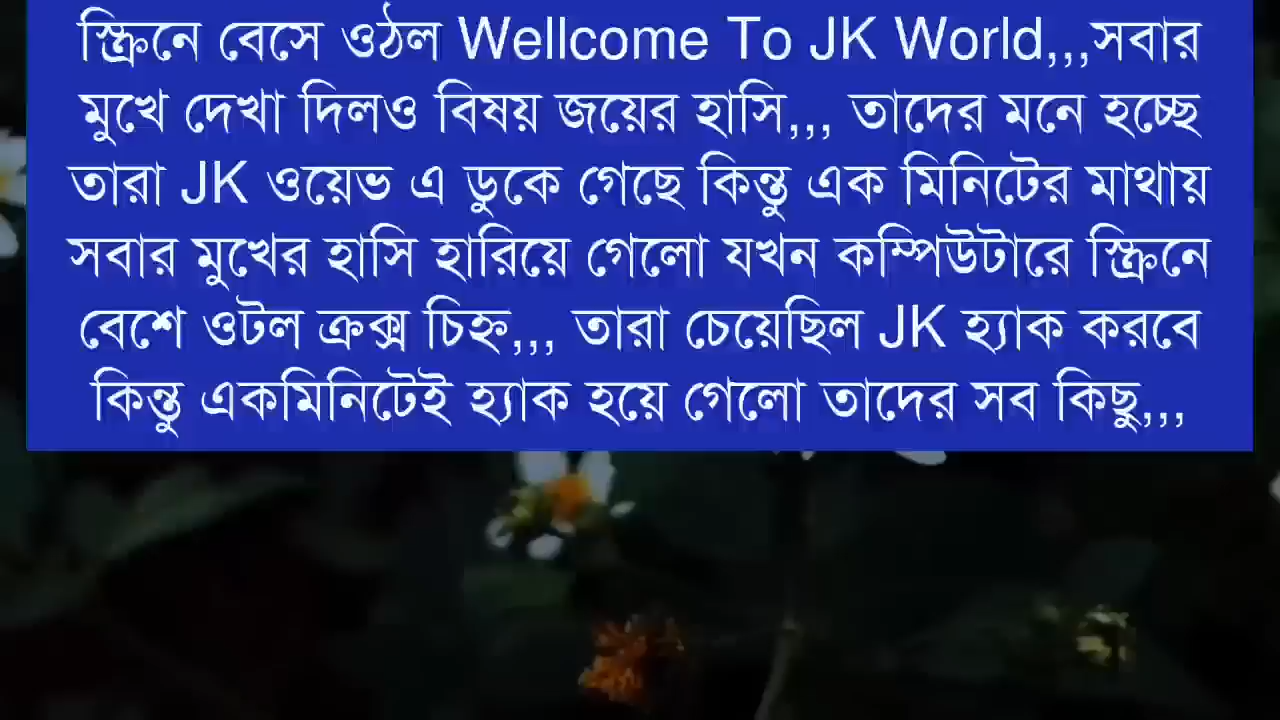 স্ক্রিনে বেসে ওঠল Wellcome To JK World,,,সবার
মুখে দেখা দিলও বিষয় জয়ের হাসি,,, তাদের মনে হচ্ছে
তারা JK ওয়েভ এ ডুকে গেছে কিন্তু এক মিনিটের মাথায়
সবার মুখের হাসি হারিয়ে গেলো যখন কম্পিউটারে স্ক্রিনে
বেশে ওটল ক্রক্স চিহ্ন,,, তারা চেয়েছিল JK হ্যাক করবে
কিন্তু একমিনিটেই হ্যাক হয়ে গেলো তাদের সব কিছু,,,